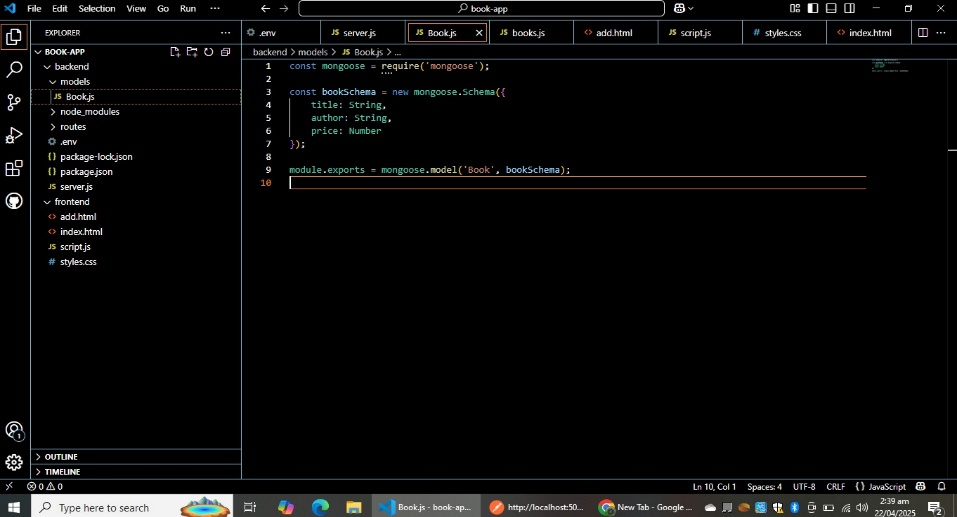 File Edit Selection View Go Run ... book-app
EXPLORER ...
.env JS server.js JS Book.js JS books.js <> add.html JS script.js # styles.css <> index.html ...
BOOK-APP
backend > models > JS Book.js > ...
backend
models
JS Book.js
node_modules
routes
.env
{} package-lock.json
{} package.json
JS server.js
frontend
<> add.html
<> index.html
JS script.js
# styles.css
OUTLINE
TIMELINE
1 const mongoose = require('mongoose');
2
3 const bookSchema = new mongoose.Schema({
4 title: String,
5 author: String,
6 price: Number
7 });
8
9 module.exports = mongoose.model('Book', bookSchema);
10
1
0 0 Ln 10, Col 1 Spaces: 4 UTF-8 CRLF {} JavaScript
Type here to search Book.js - book-ap... http://localhost:50... New Tab - Google ... 2:39 am
22/04/2025 2